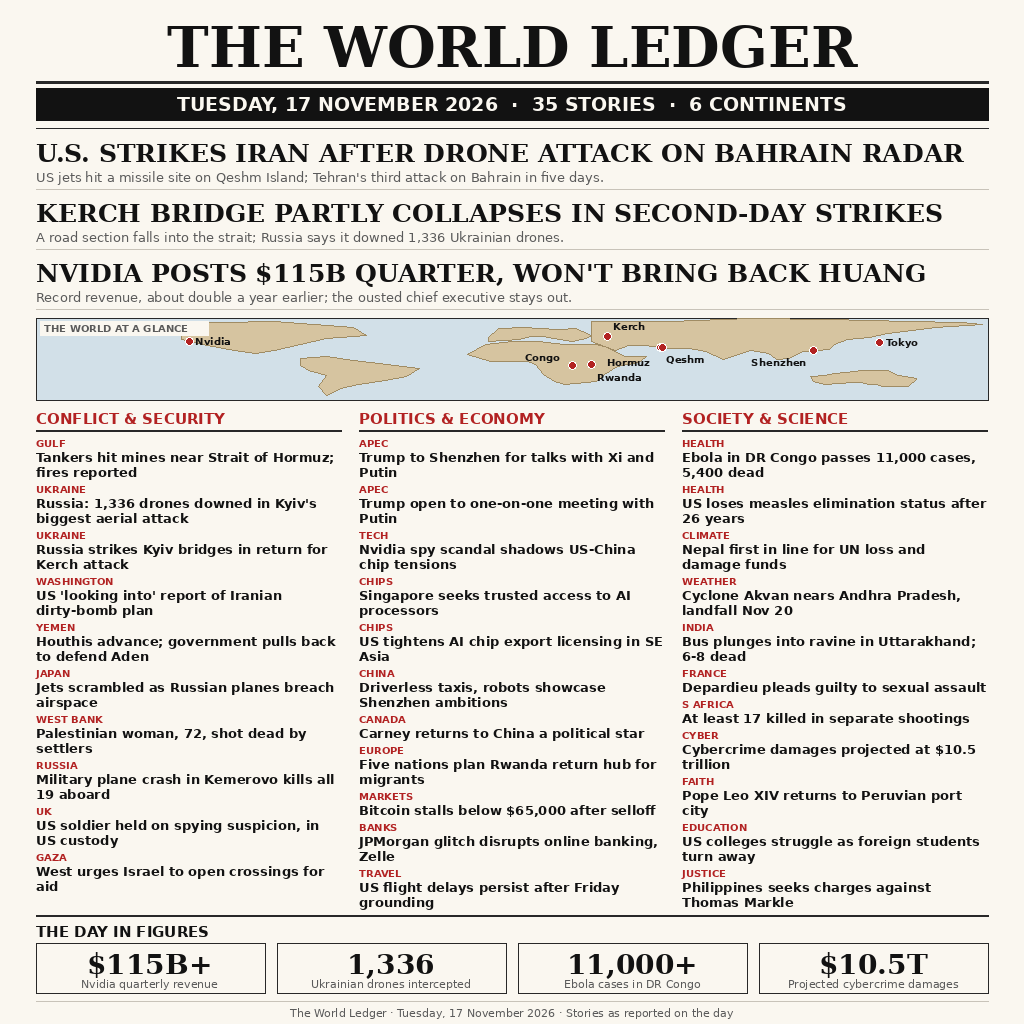 THE WORLD LEDGER
TUESDAY, 17 NOVEMBER 2026 · 35 STORIES · 6 CONTINENTS
U.S. STRIKES IRAN AFTER DRONE ATTACK ON BAHRAIN RADAR
US jets hit a missile site on Qeshm Island; Tehran's third attack on Bahrain in five days.
KERCH BRIDGE PARTLY COLLAPSES IN SECOND-DAY STRIKES
A road section falls into the strait; Russia says it downed 1,336 Ukrainian drones.
NVIDIA POSTS $115B QUARTER, WON'T BRING BACK HUANG
Record revenue, about double a year earlier; the ousted chief executive stays out.
THE WORLD AT A GLANCE
Nvidia
Kerch
Congo
Hormuz
Rwanda
Qeshm
Shenzhen
Tokyo
CONFLICT & SECURITY
GULF
Tankers hit mines near Strait of Hormuz;
fires reported
UKRAINE
Russia: 1,336 drones downed in Kyiv's
biggest aerial attack
UKRAINE
Russia strikes Kyiv bridges in return for
Kerch attack
WASHINGTON
US 'looking into' report of Iranian
dirty-bomb plan
YEMEN
Houthis advance; government pulls back
to defend Aden
JAPAN
Jets scrambled as Russian planes breach
airspace
WEST BANK
Palestinian woman, 72, shot dead by
settlers
RUSSIA
Military plane crash in Kemerovo kills all
19 aboard
UK
US soldier held on spying suspicion, in
US custody
GAZA
West urges Israel to open crossings for
aid
POLITICS & ECONOMY
APEC
Trump to Shenzhen for talks with Xi and
Putin
APEC
Trump open to one-on-one meeting with
Putin
TECH
Nvidia spy scandal shadows US-China
chip tensions
CHIPS
Singapore seeks trusted access to AI
processors
CHIPS
US tightens AI chip export licensing in SE
Asia
CHINA
Driverless taxis, robots showcase
Shenzhen ambitions
CANADA
Carney returns to China a political star
EUROPE
Five nations plan Rwanda return hub for
migrants
MARKETS
Bitcoin stalls below $65,000 after selloff
BANKS
JPMorgan glitch disrupts online banking,
Zelle
TRAVEL
US flight delays persist after Friday
grounding
SOCIETY & SCIENCE
HEALTH
Ebola in DR Congo passes 11,000 cases,
5,400 dead
HEALTH
US loses measles elimination status after
26 years
CLIMATE
Nepal first in line for UN loss and
damage funds
WEATHER
Cyclone Akvan nears Andhra Pradesh,
landfall Nov 20
INDIA
Bus plunges into ravine in Uttarakhand;
6-8 dead
FRANCE
Depardieu pleads guilty to sexual assault
S AFRICA
At least 17 killed in separate shootings
CYBER
Cybercrime damages projected at $10.5
trillion
FAITH
Pope Leo XIV returns to Peruvian port
city
EDUCATION
US colleges struggle as foreign students
turn away
JUSTICE
Philippines seeks charges against
Thomas Markle
THE DAY IN FIGURES
$115B+
Nvidia quarterly revenue
1,336
Ukrainian drones intercepted
11,000+
Ebola cases in DR Congo
$10.5T
Projected cybercrime damages
The World Ledger · Tuesday, 17 November 2026 · Stories as reported on the day